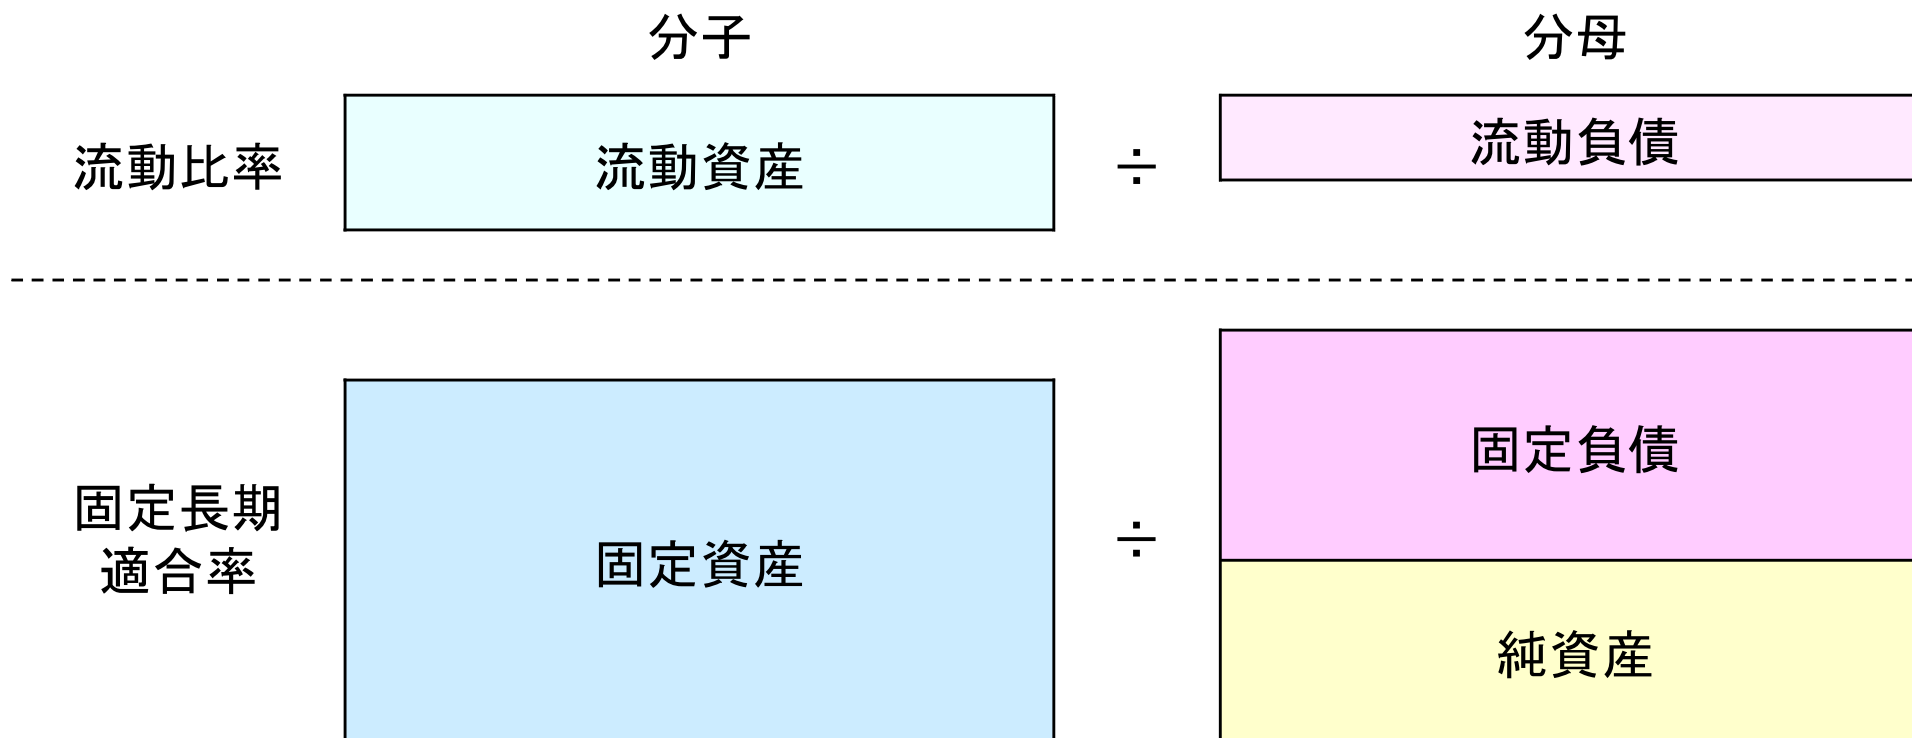 分子
分母
流動比率
流動資産
÷
流動負債
固定長期
適合率
固定資産
÷
固定負債
純資産